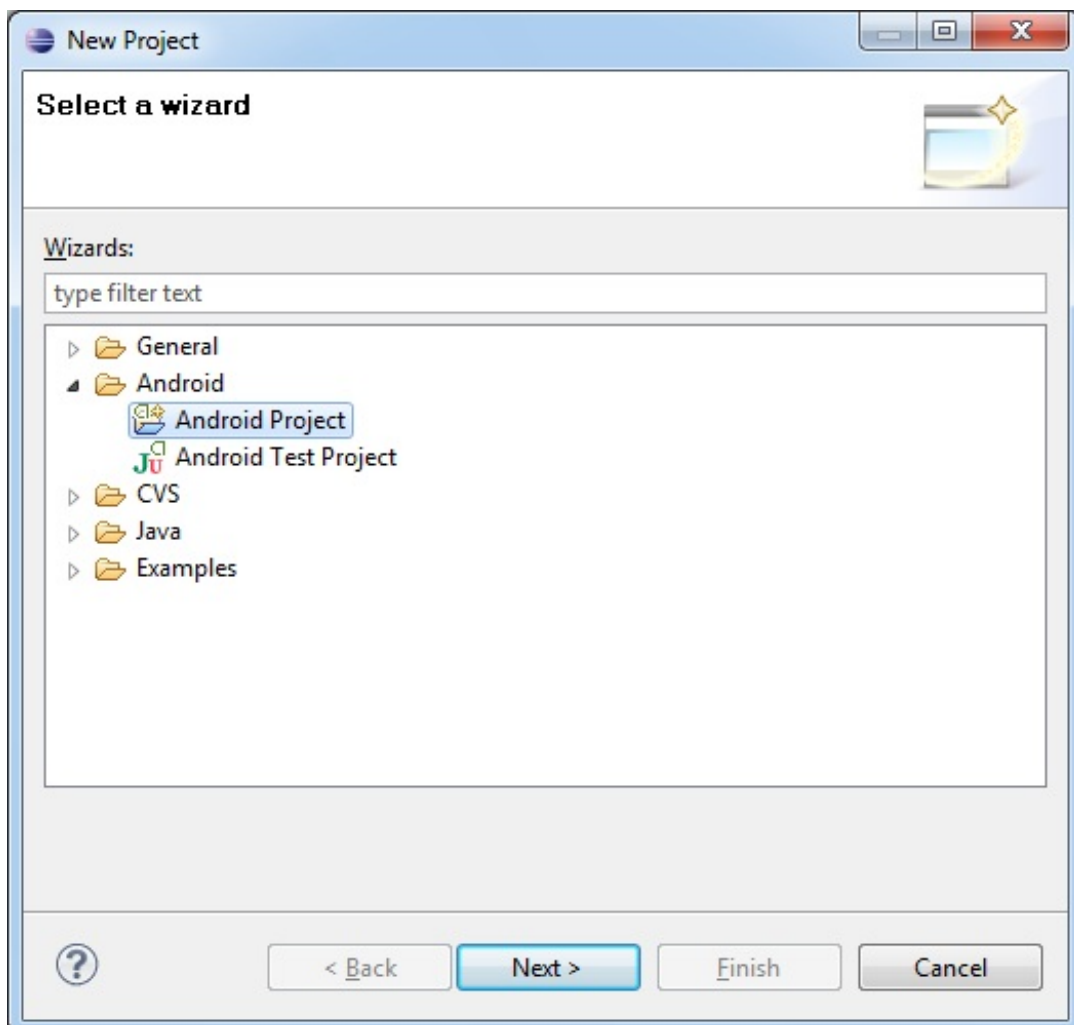 New Project
Select a wizard
Wizards:
type filter text
General
Android
Android Project
Android Test Project
CVS
Java
Examples
< Back Next > Finish Cancel